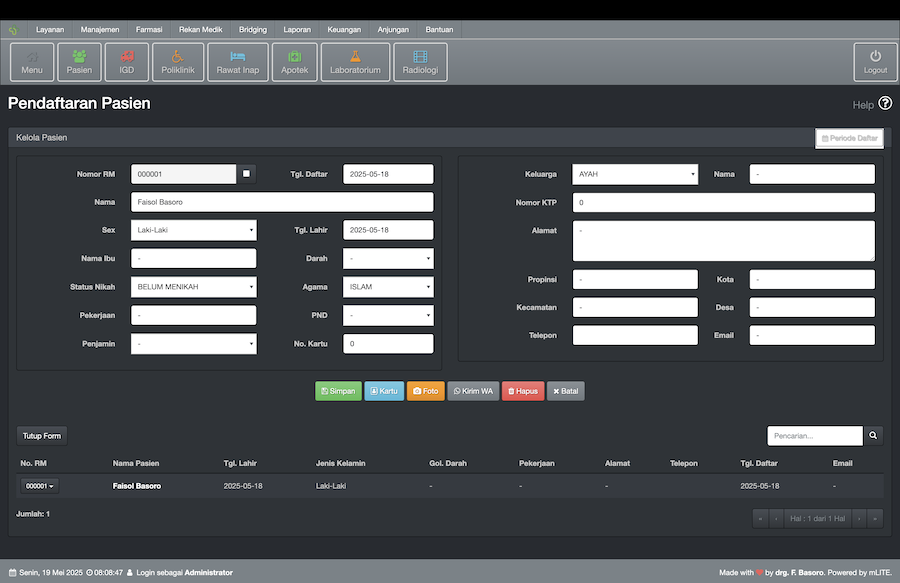 Layanan Manajemen Farmasi Rekan Medik Bridging Laporan Keuangan Anjungan Bantuan
Menu Pasien IGD Poliklinik Rawat Inap Apotek Laboratorium Radiologi Logout
Pendaftaran Pasien Help
Kelola Pasien Periode Daftar
Nomor RM 000001 Tgl. Daftar 2025-05-18
Nama Faisol Basoro
Sex Laki-Laki Tgl. Lahir 2025-05-18
Nama Ibu - Darah -
Status Nikah BELUM MENIKAH Agama ISLAM
Pekerjaan - PND -
Penjamin - No. Kartu 0
Keluarga AYAH Nama -
Nomor KTP 0
Alamat -
Propinsi - Kota -
Kecamatan - Desa -
Telepon Email -
Simpan Kartu Foto Kirim WA Hapus Batal
Tutup Form Pencarian...
No. RM Nama Pasien Tgl. Lahir Jenis Kelamin Gol. Darah Pekerjaan Alamat Telepon Tgl. Daftar Email
000001 Faisol Basoro 2025-05-18 Laki-Laki - - - 2025-05-18 -
Jumlah: 1 « ‹ Hal : 1 dari 1 Hal › »
Senin, 19 Mei 2025 08:08:47 Login sebagai Administrator Made with ❤ by drg. F. Basoro. Powered by mLITE.